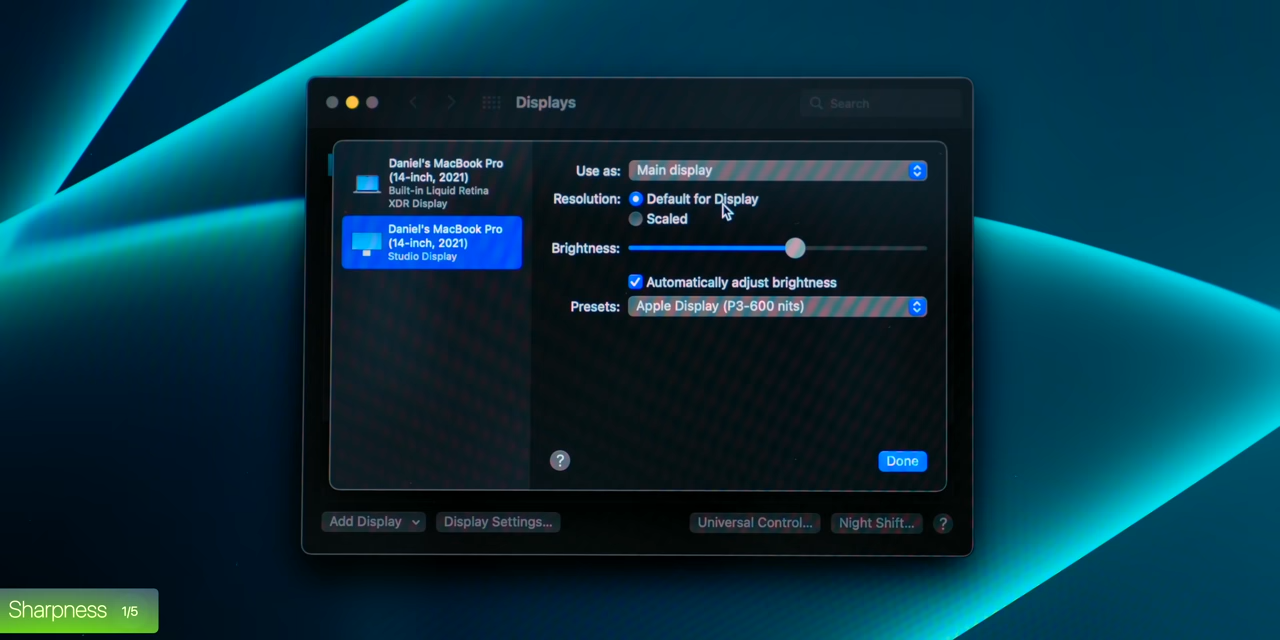 Displays
Search
Daniel's MacBook Pro
(14-inch, 2021)
Built-in Liquid Retina
XDR Display
Daniel's MacBook Pro
(14-inch, 2021)
Studio Display
Use as: Main display
Resolution: Default for Display
Scaled
Brightness:
Automatically adjust brightness
Presets: Apple Display (P3-600 nits)
?
Done
Add Display
Display Settings...
Universal Control...
Night Shift...
?
Sharpness 1/5